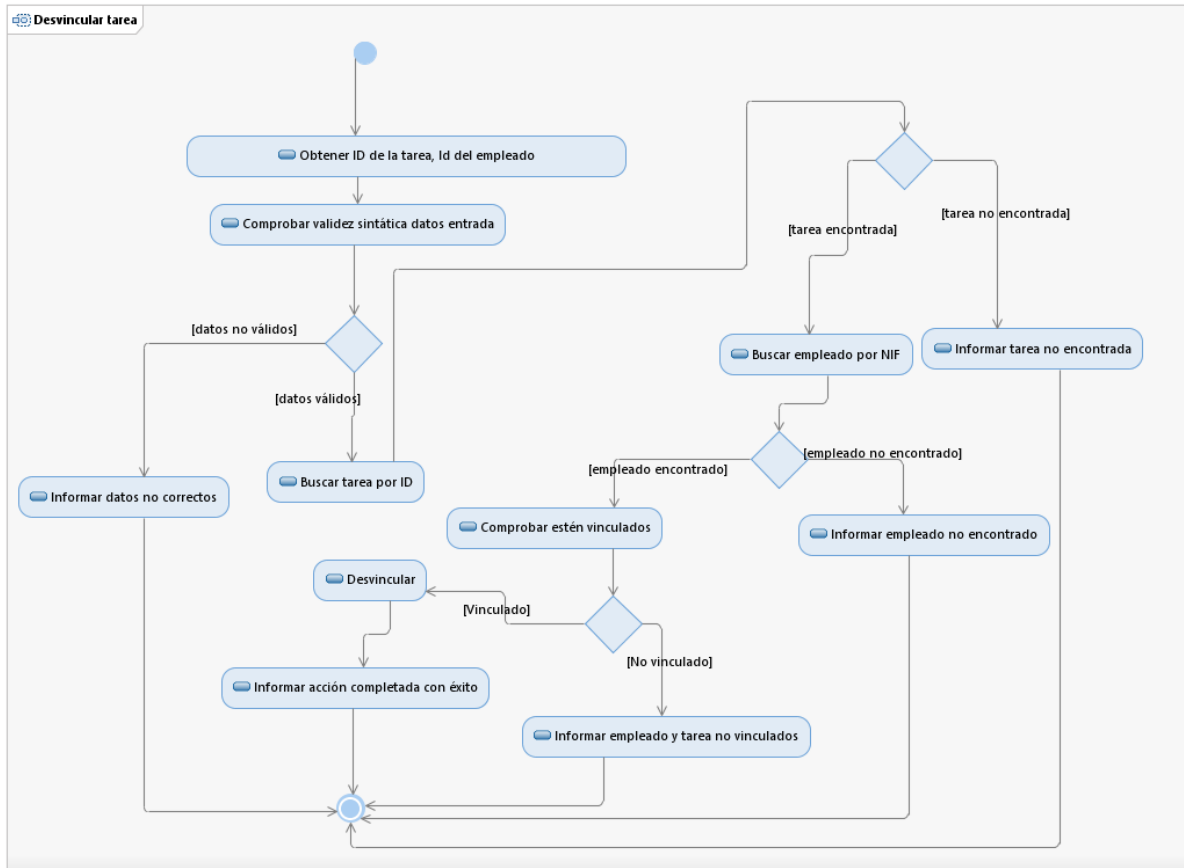 Desvincular tarea
Obtener ID de la tarea, Id del empleado
Comprobar validez sintática datos entrada
[datos no válidos]
[datos válidos]
Informar datos no correctos
Buscar tarea por ID
[tarea encontrada]
[tarea no encontrada]
Buscar empleado por NIF
Informar tarea no encontrada
[empleado encontrado]
[empleado no encontrado]
Comprobar estén vinculados
Informar empleado no encontrado
[Vinculado]
[No vinculado]
Desvincular
Informar acción completada con éxito
Informar empleado y tarea no vinculados